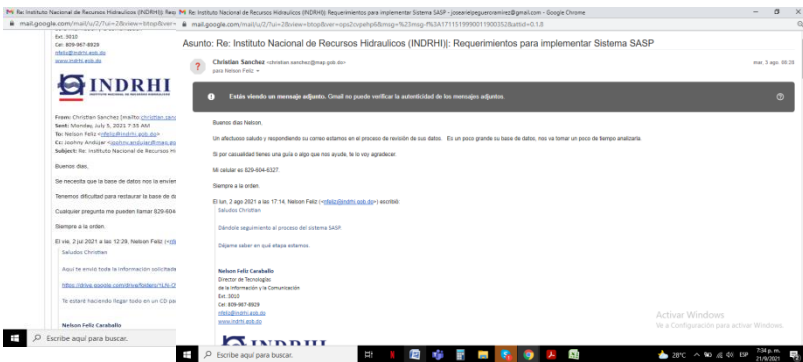 Re: Instituto Nacional de Recursos Hidraulicos (INDRHI)|: Req
Ext. 3010
Cel: 809-967-8929
nfeliz@indrhi.gob.do
www.indrhi.gob.do
INDRHI
From: Christian Sanchez [mailto:christian.sanc
Sent: Monday, July 5, 2021 7:35 AM
To: Nelson Feliz <nfeliz@indrhi.gob.do>
Subject: Re: Instituto Nacional de Recursos H
Buenos días,
Se necesita que la base de datos nos la envíen
Tenemos dificultad para restaurar la base de da
Cualquier pregunta me pueden llamar 829-604
Siempre a la orden.
El vie, 2 jul 2021 a las 12:29, Nelson Feliz (<nfe
Saludos Christian
Aquí te envió toda la información solicitada
Te estaré haciendo llegar todo en un CD pa
Nelson Feliz Caraballo
Escribe aquí para buscar.
Re: Instituto Nacional de Recursos Hidraulicos (INDRHI)|: Requerimientos para implementar Sistema SASP - Google Chrome
Asunto: Re: Instituto Nacional de Recursos Hidraulicos (INDRHI)|: Requerimientos para implementar Sistema SASP
Christian Sanchez <christian.sanchez@map.gob.do>
mar, 3 ago. 08:20
para Nelson Feliz
Estás viendo un mensaje adjunto. Gmail no puede verificar la autenticidad de los mensajes adjuntos.
Buenos dias Nelson,
Un afectuoso saludo y respondiendo su correo estamos en el proceso de revisión de sus datos. Es un poco grande su base de datos, nos va tomar un poco de tiempo analizarla.
Si por casualidad tienes una guía o algo que nos ayude, te lo voy agradecer.
Mi celular es 829-604-6327
Siempre a la orden
El lun, 2 ago 2021 a las 17:14, Nelson Feliz (<nfeliz@indrhi.gob.do>) escribió:
Saludos Christian
Dándole seguimiento al proceso del sistema SASP.
Déjame saber en qué etapa estamos.
Nelson Feliz Caraballo
Director de Tecnologías
de la Información y la Comunicación
Ext. 3010
Cel: 809-967-8929
nfeliz@indrhi.gob.do
www.indrhi.gob.do
INDRHI
Activar Windows
Ve a Configuración para activar Windows.
Escribe aquí para buscar.
28°C
ESP
7:34 p. m.
21/9/2021